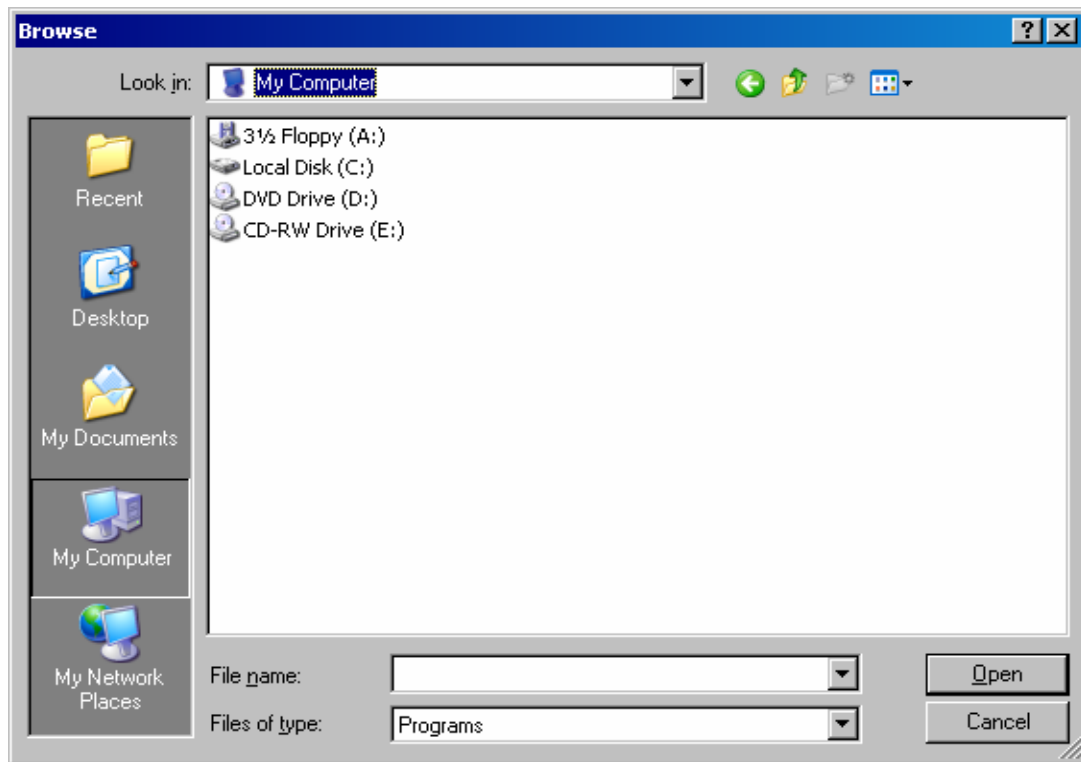 Browse
Look in: My Computer
Recent
Desktop
My Documents
My Computer
My Network
Places
3½ Floppy (A:)
Local Disk (C:)
DVD Drive (D:)
CD-RW Drive (E:)
File name:
Open
Files of type: Programs
Cancel